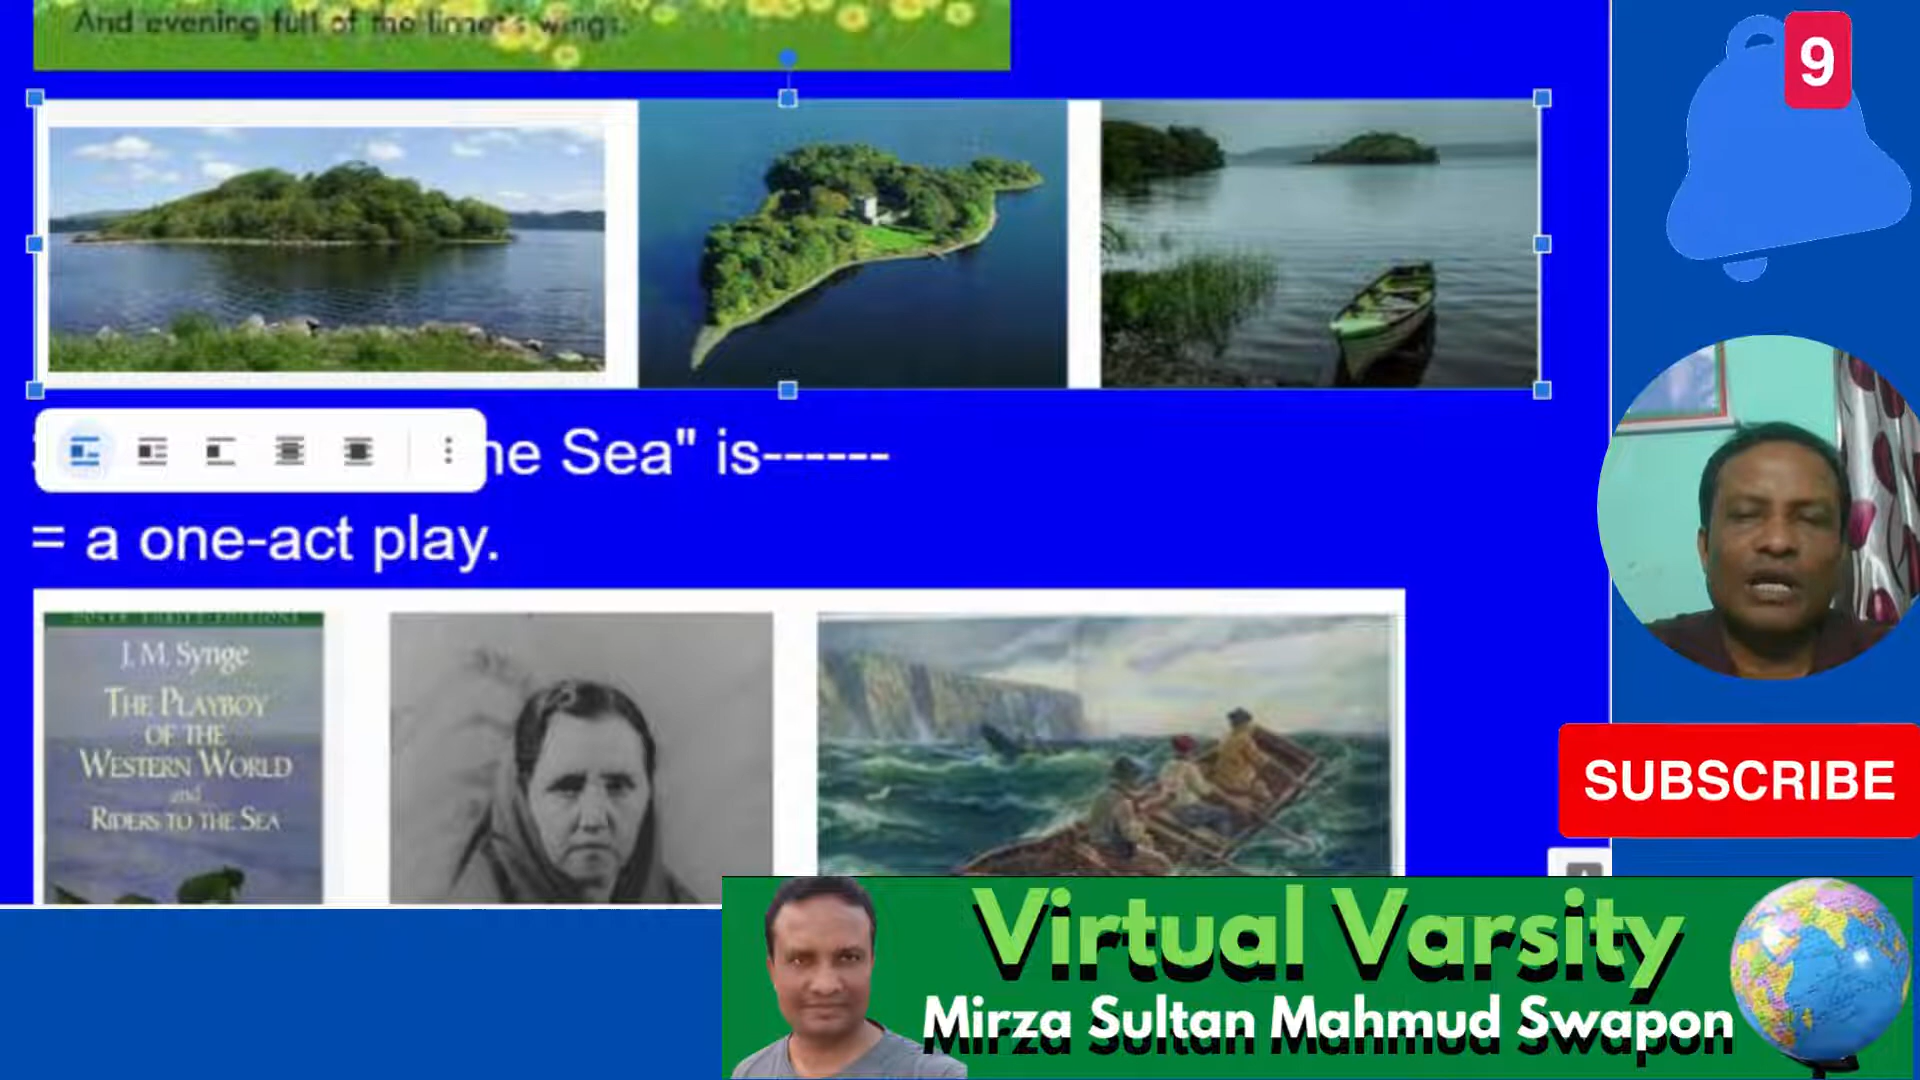 And evening full of the linnet's wings.
9
he Sea" is------
= a one-act play.
J. M. Synge
THE PLAYBOY
OF THE
WESTERN WORLD
and
RIDERS TO THE SEA
SUBSCRIBE
Virtual Varsity
Mirza Sultan Mahmud Swapon